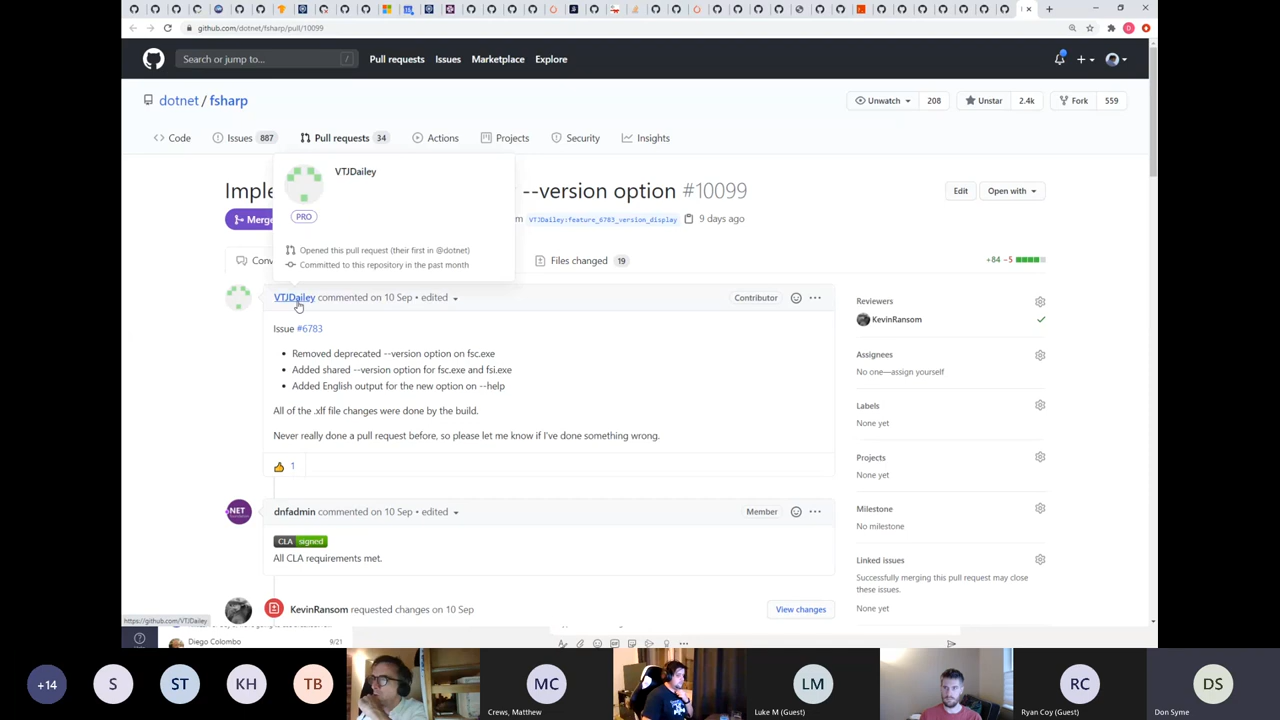 github.com/dotnet/fsharp/pull/10099
Search or jump to... /
Pull requests Issues Marketplace Explore
dotnet / fsharp
Unwatch 208 Unstar 2.4k Fork 559
Code Issues 887 Pull requests 34 Actions Projects Security Insights
VTJDailey
PRO
Opened this pull request (their first in @dotnet)
Committed to this repository in the past month
Imple --version option #10099
Edit Open with
Merge m VTJDailey:feature_6783_version_display 9 days ago
Conv Files changed 19
+84 −5
VTJDailey commented on 10 Sep • edited
Contributor
Issue #6783
Removed deprecated --version option on fsc.exe
Added shared --version option for fsc.exe and fsi.exe
Added English output for the new option on --help
All of the .xlf file changes were done by the build.
Never really done a pull request before, so please let me know if I've done something wrong.
1
Reviewers
KevinRansom
Assignees
No one—assign yourself
Labels
None yet
Projects
None yet
Milestone
No milestone
Linked issues
Successfully merging this pull request may close
these issues.
None yet
.NET
dnfadmin commented on 10 Sep • edited
Member
CLA signed
All CLA requirements met.
KevinRansom requested changes on 10 Sep
View changes
https://github.com/VTJDailey
Diego Colombo 9/21
+14 S ST KH TB MC LM RC DS
Crews, Matthew
Luke M (Guest)
Ryan Coy (Guest)
Don Syme